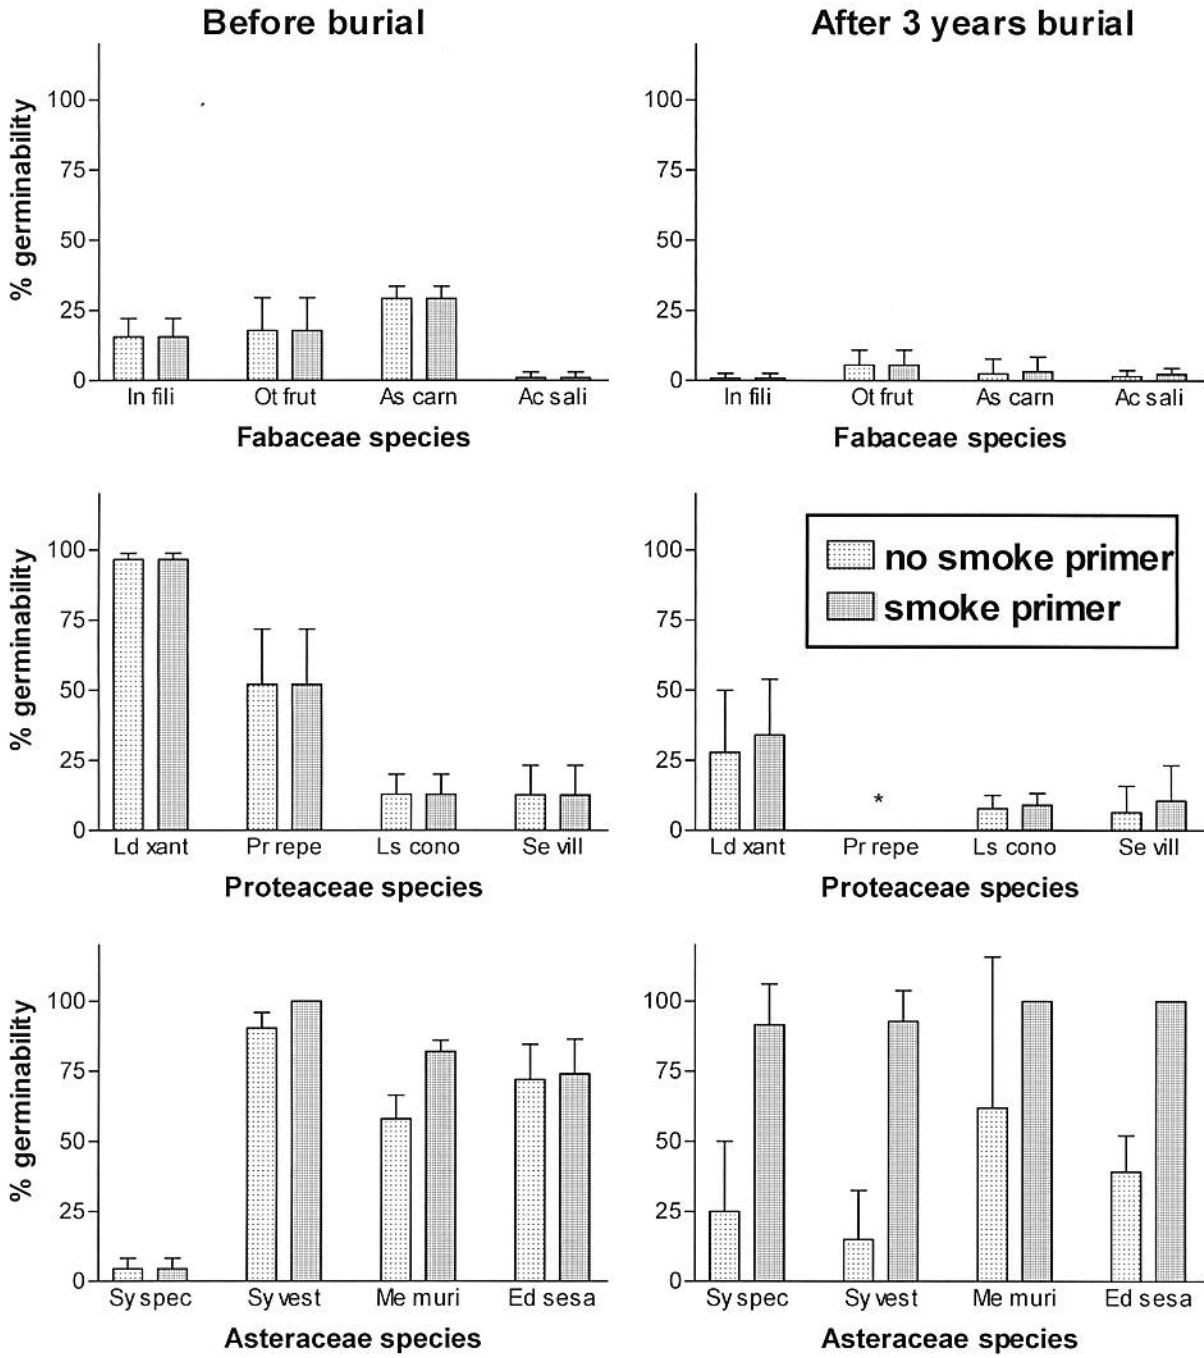 Before burial
After 3 years burial
% germinability
100
75
50
25
0
In fili
Ot frut
As carn
Ac sali
Fabaceae species
100
75
50
25
0
In fili
Ot frut
As carn
Ac sali
Fabaceae species
% germinability
100
75
50
25
0
Ld xant
Pr repe
Ls cono
Se vill
Proteaceae species
100
75
50
25
0
no smoke primer
smoke primer
*
Ld xant
Pr repe
Ls cono
Se vill
Proteaceae species
% germinability
100
75
50
25
0
Sy spec
Sy vest
Me muri
Ed sesa
Asteraceae species
100
75
50
25
0
Sy spec
Sy vest
Me muri
Ed sesa
Asteraceae species